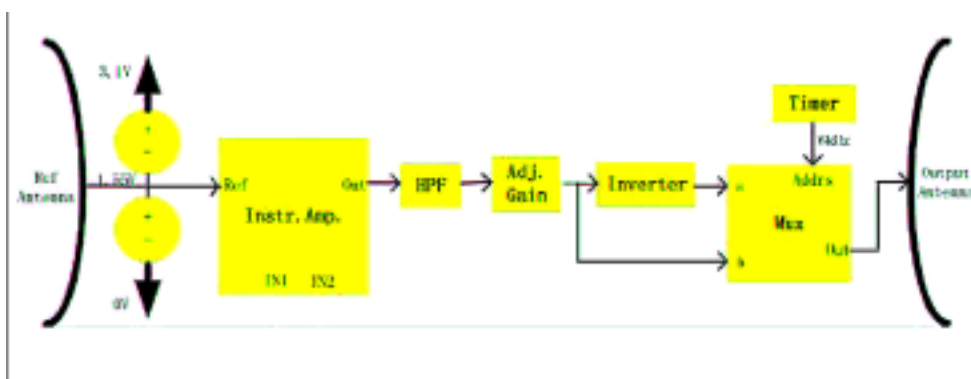 3.1V
Ref
Antenna
1.55V
0V
Ref
Out
Instr.Amp.
IN1 IN2
HPF
Adj.
Gain
Inverter
Timer
Addrs
a
Mux
b
Out
Output
Antenna